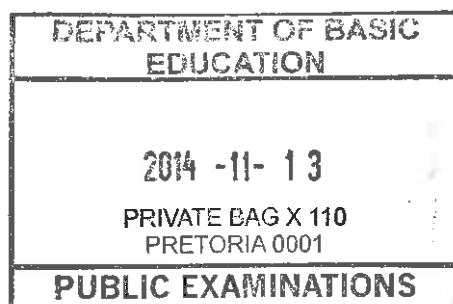 DEPARTMENT OF BASIC
EDUCATION
2014 -11- 13
PRIVATE BAG X 110
PRETORIA 0001
PUBLIC EXAMINATIONS